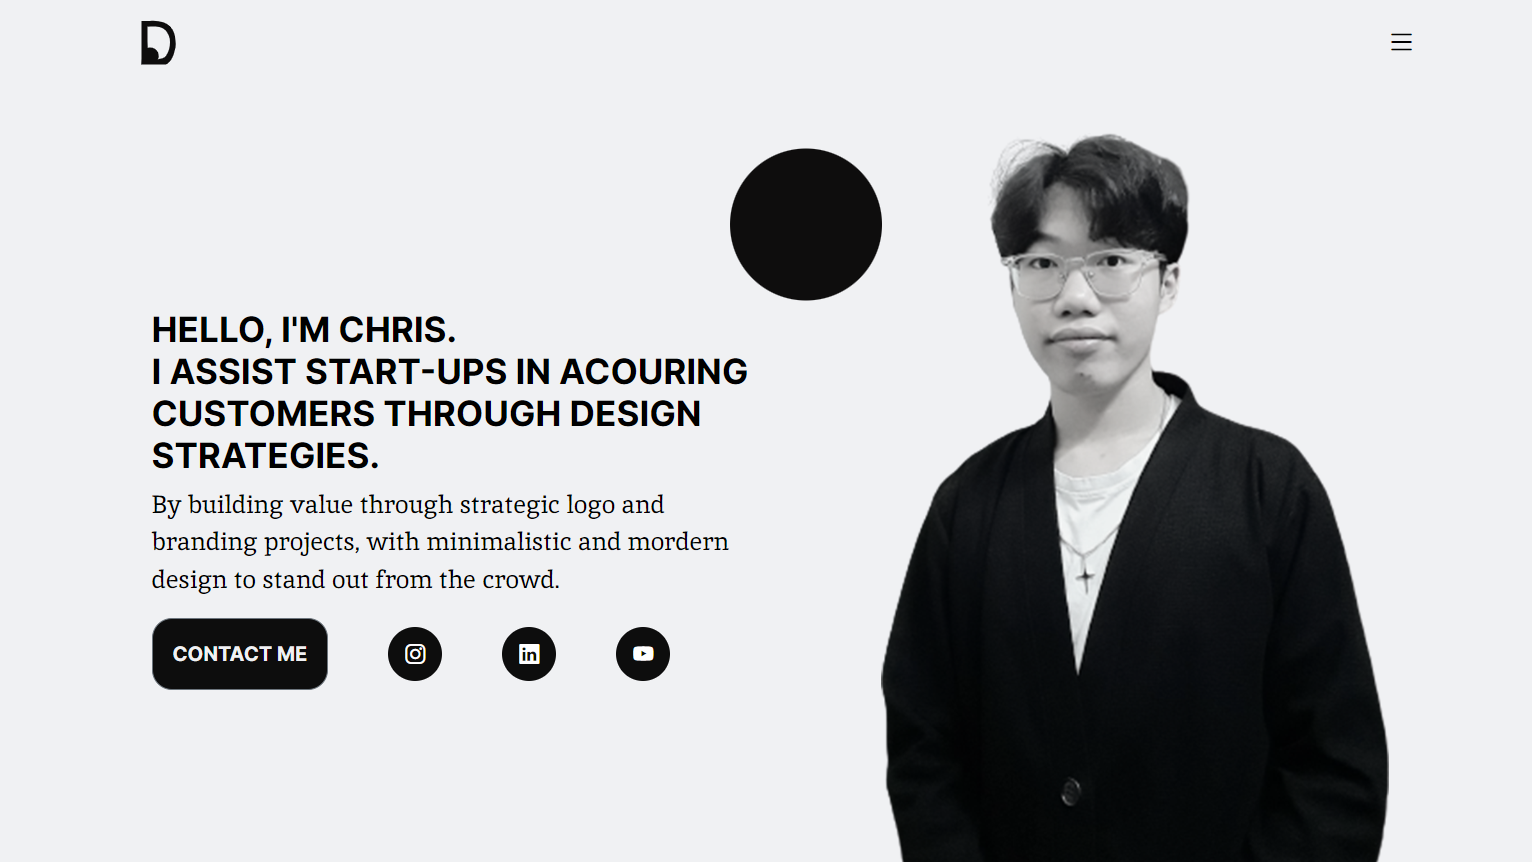 D
HELLO, I'M CHRIS.
I ASSIST START-UPS IN ACOURING
CUSTOMERS THROUGH DESIGN
STRATEGIES.
By building value through strategic logo and
branding projects, with minimalistic and mordern
design to stand out from the crowd.
CONTACT ME
in